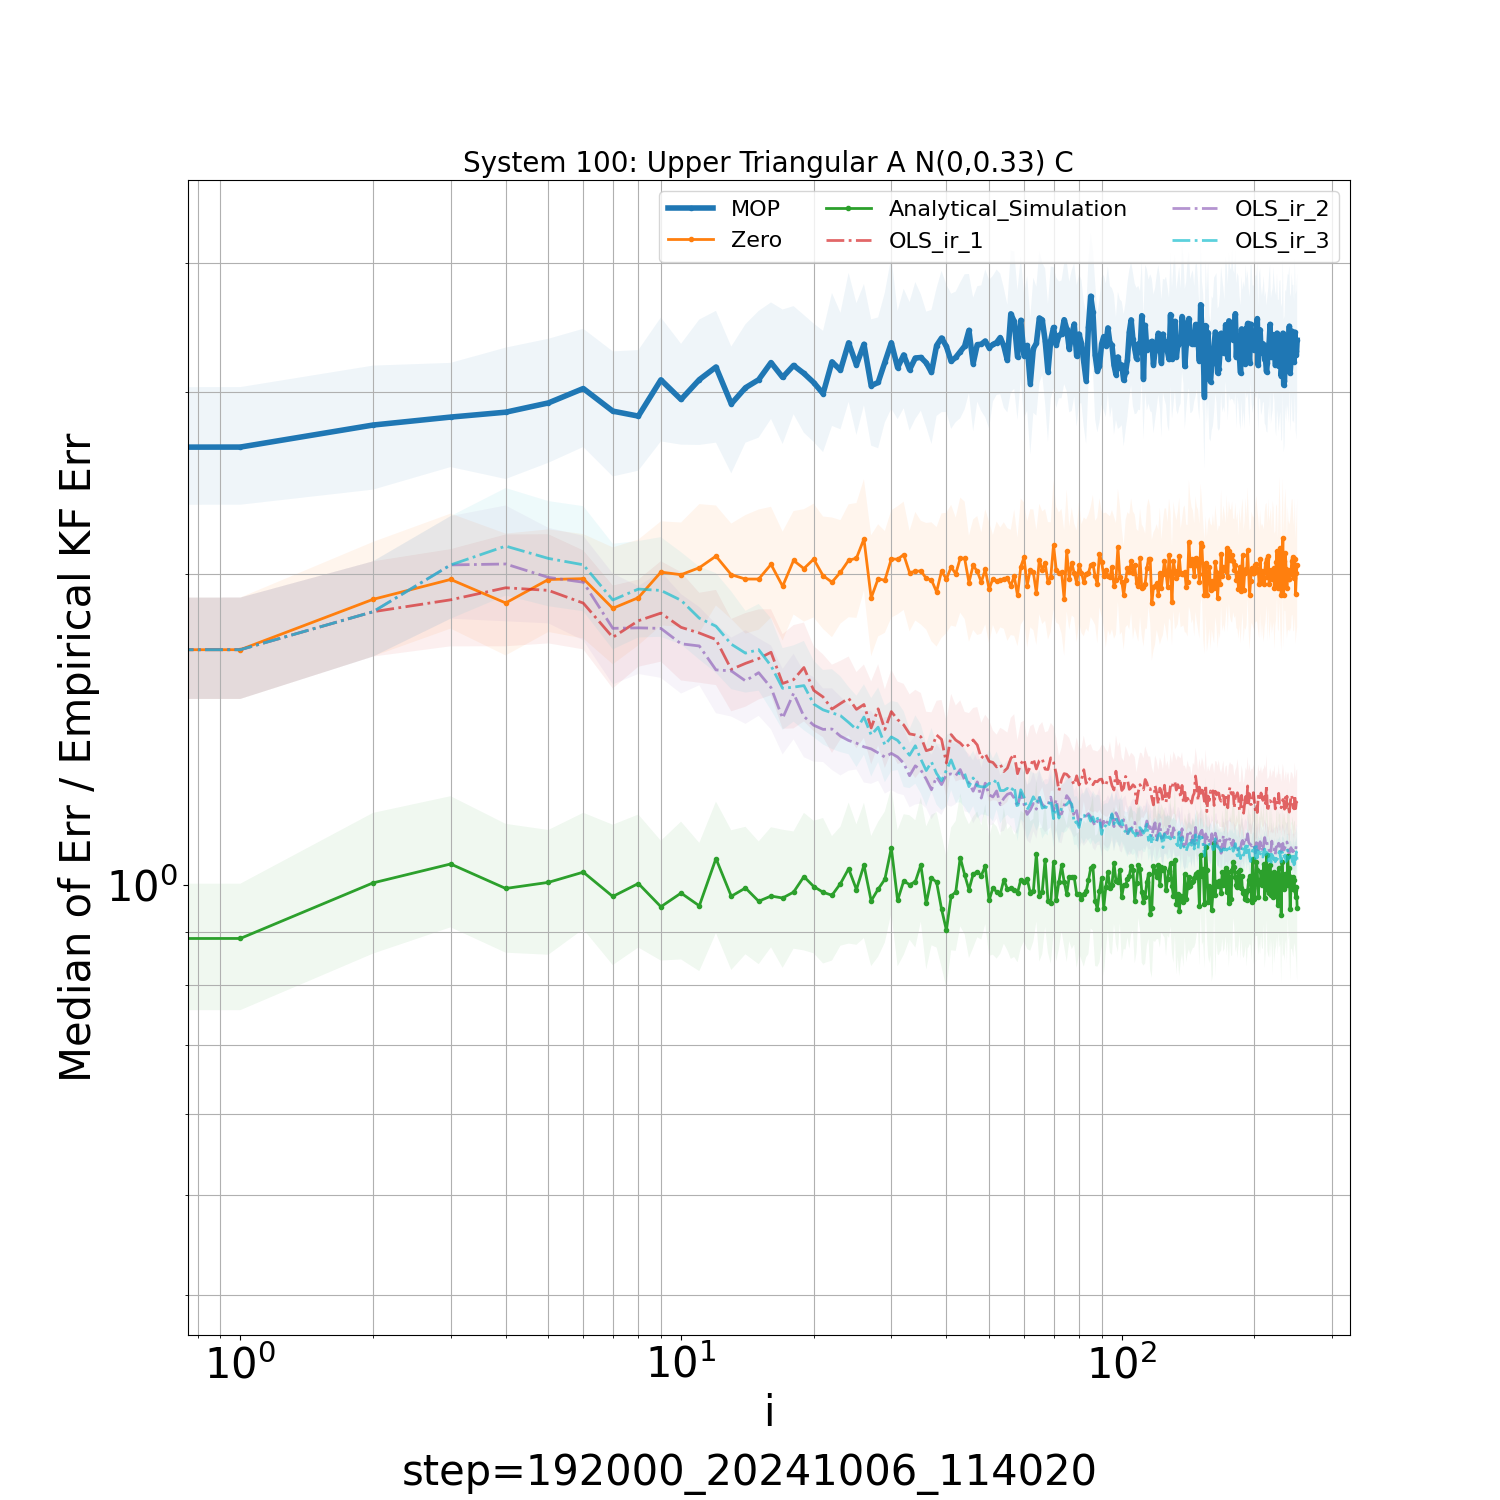 System 100: Upper Triangular A N(0,0.33) C
MOP
Zero
Analytical_Simulation
OLS_ir_1
OLS_ir_2
OLS_ir_3
Median of Err / Empirical KF Err
10⁰
10⁰
10¹
10²
i
step=192000_20241006_114020